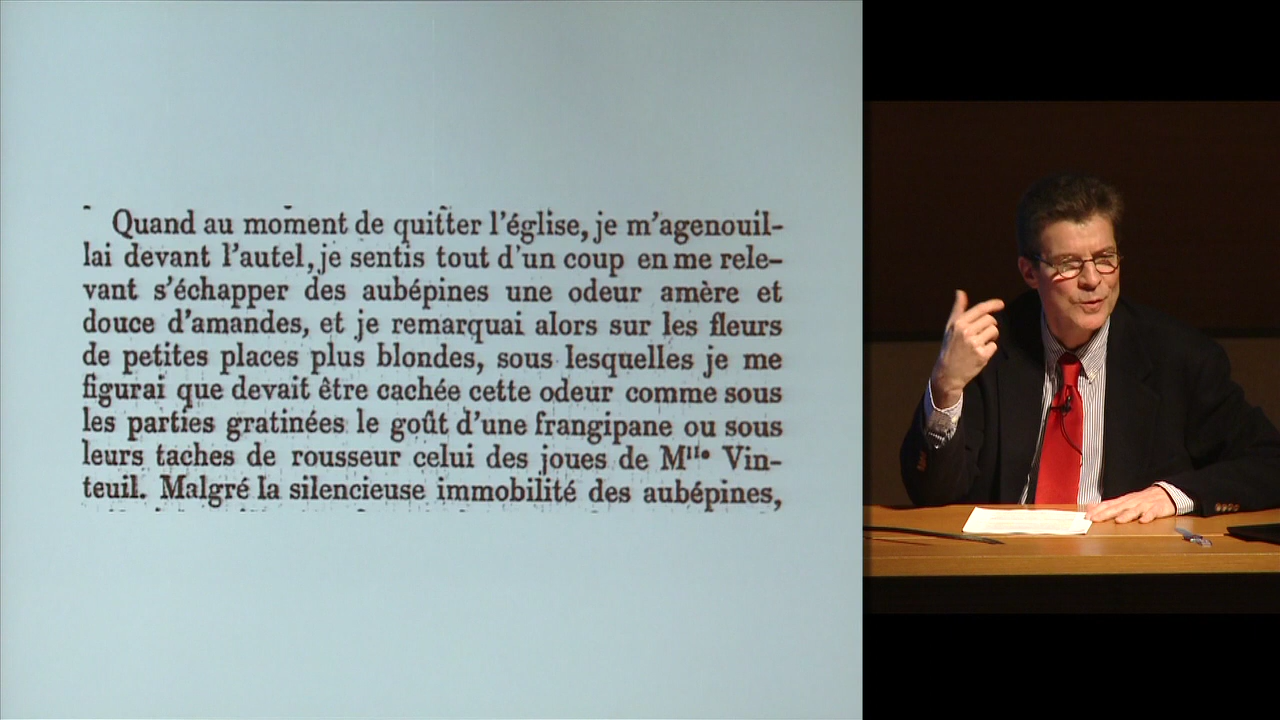 Quand au moment de quitter l'église, je m'agenouil-
lai devant l'autel, je sentis tout d'un coup en me rele-
vant s'échapper des aubépines une odeur amère et
douce d'amandes, et je remarquai alors sur les fleurs
de petites places plus blondes, sous lesquelles je me
figurai que devait être cachée cette odeur comme sous
les parties gratinées le goût d'une frangipane ou sous
leurs taches de rousseur celui des joues de Mlle Vin-
teuil. Malgré la silencieuse immobilité des aubépines,